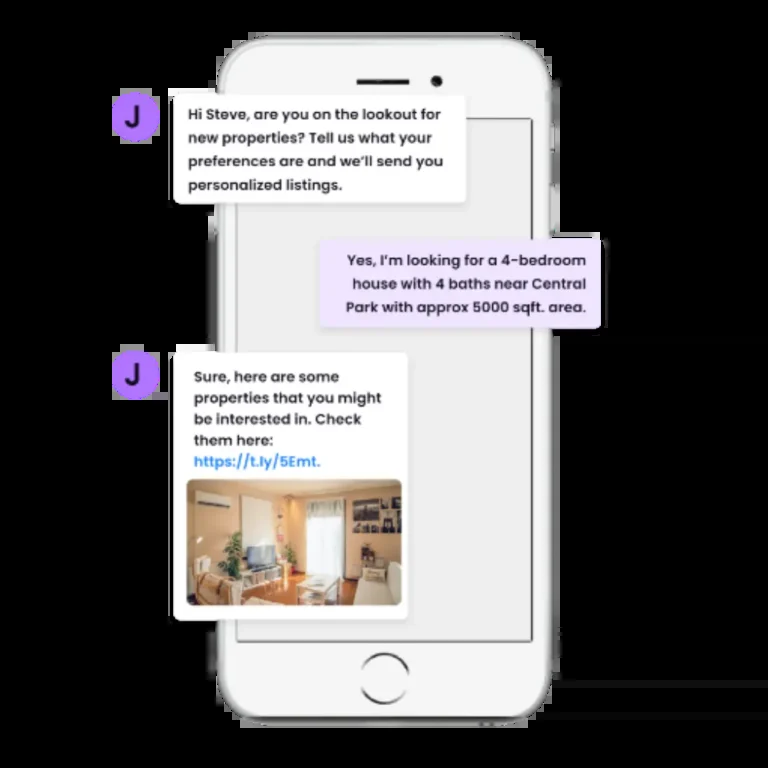 J
Hi Steve, are you on the lookout for
new properties? Tell us what your
preferences are and we’ll send you
personalized listings.
Yes, I’m looking for a 4-bedroom
house with 4 baths near Central
Park with approx 5000 sqft. area.
J
Sure, here are some
properties that you might
be interested in. Check
them here:
https://t.ly/5Emt.